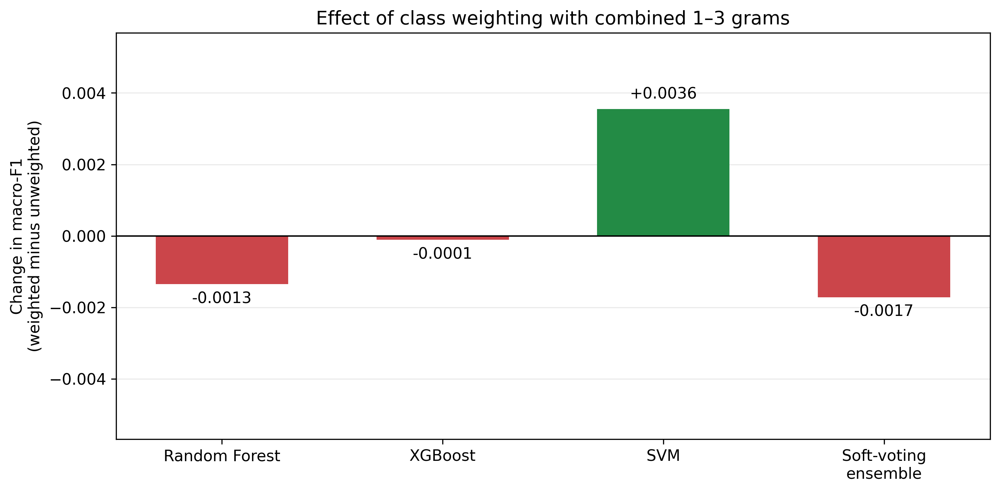 Effect of class weighting with combined 1–3 grams
Change in macro-F1
(weighted minus unweighted)
0.004
0.002
0.000
−0.002
−0.004
-0.0013
-0.0001
+0.0036
-0.0017
Random Forest
XGBoost
SVM
Soft-voting
ensemble